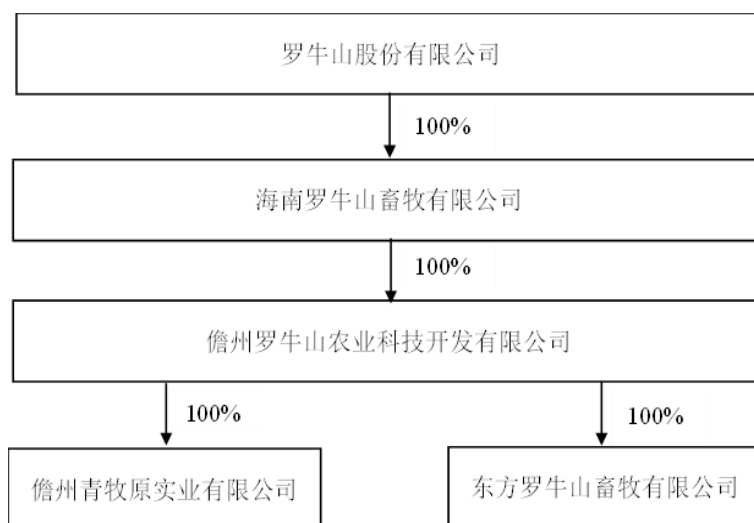 罗牛山股份有限公司
100%
海南罗牛山畜牧有限公司
100%
儋州罗牛山农业科技开发有限公司
100%
100%
儋州青牧原实业有限公司
东方罗牛山畜牧有限公司